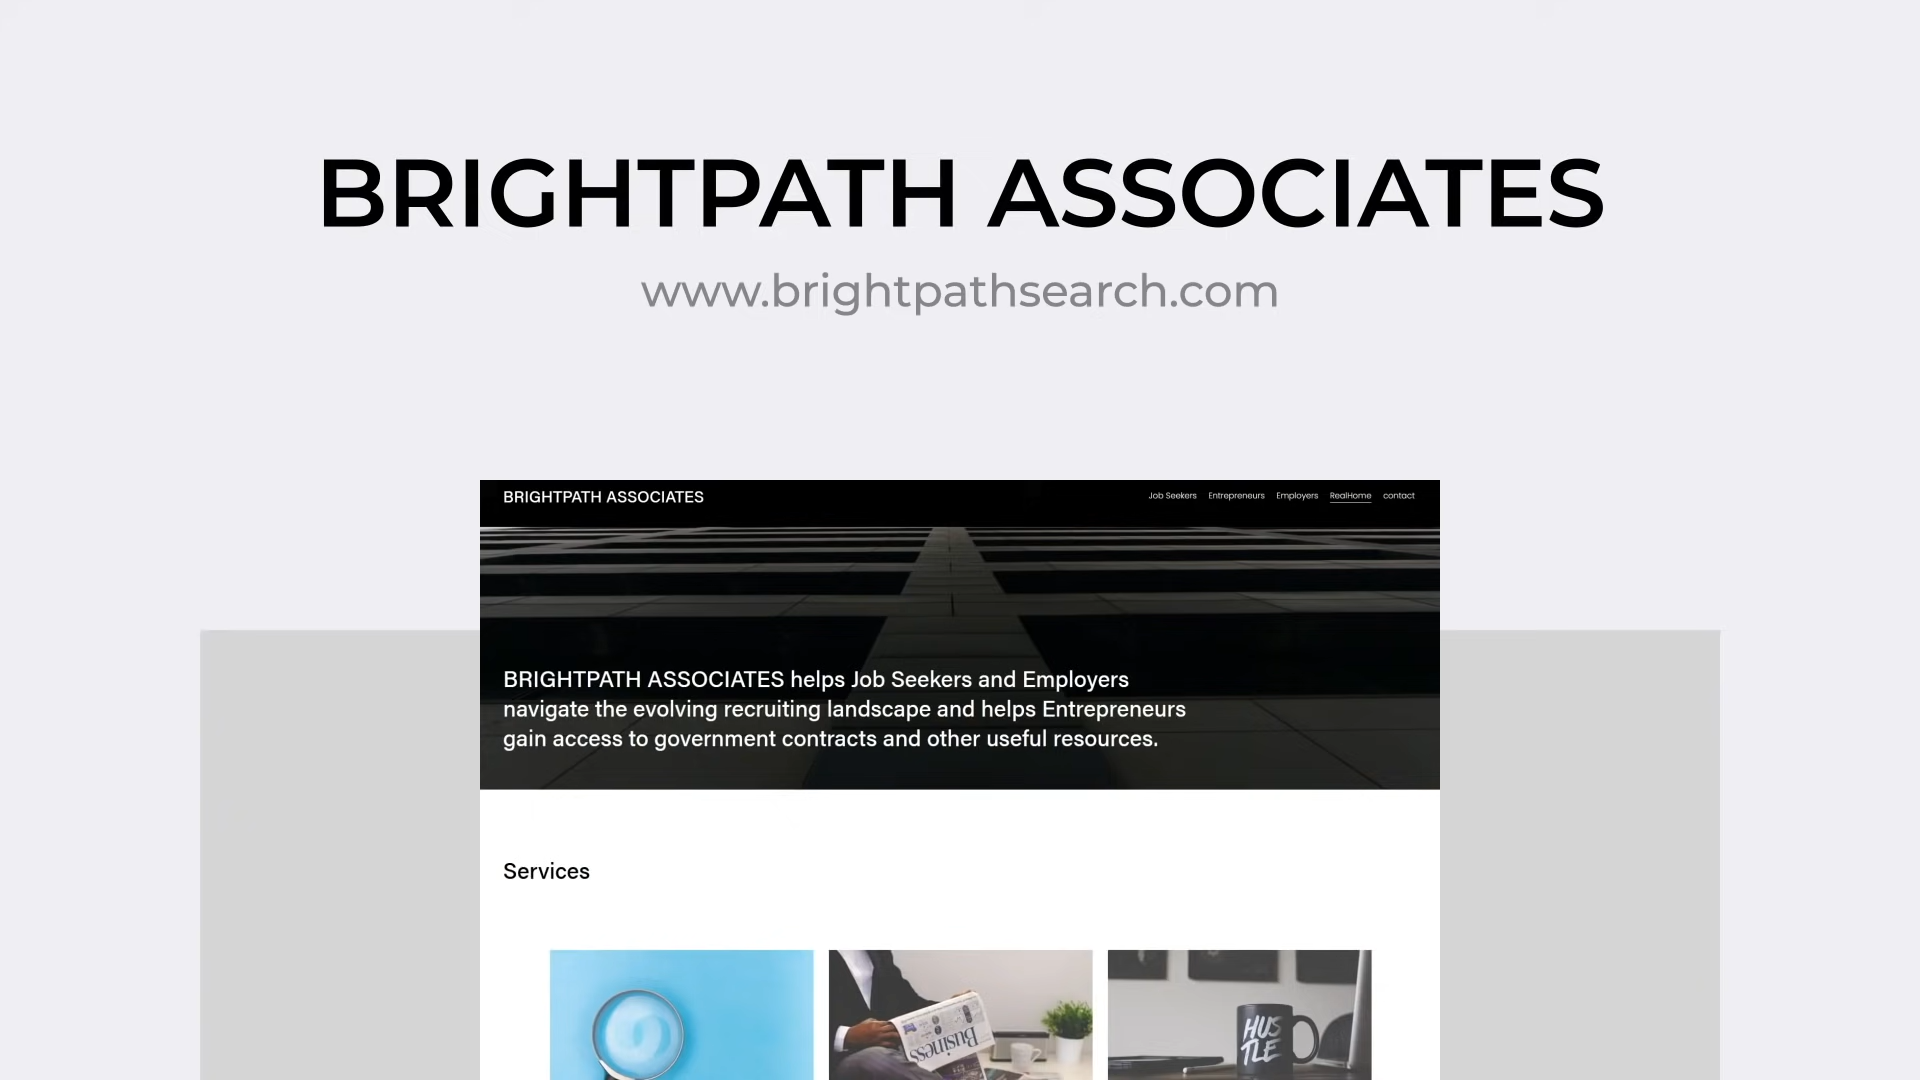 BRIGHTPATH ASSOCIATES
www.brightpathsearch.com
BRIGHTPATH ASSOCIATES
Job Seekers Entrepreneurs Employers RealHome contact
BRIGHTPATH ASSOCIATES helps Job Seekers and Employers
navigate the evolving recruiting landscape and helps Entrepreneurs
gain access to government contracts and other useful resources.
Services
Business
HUS
TLE